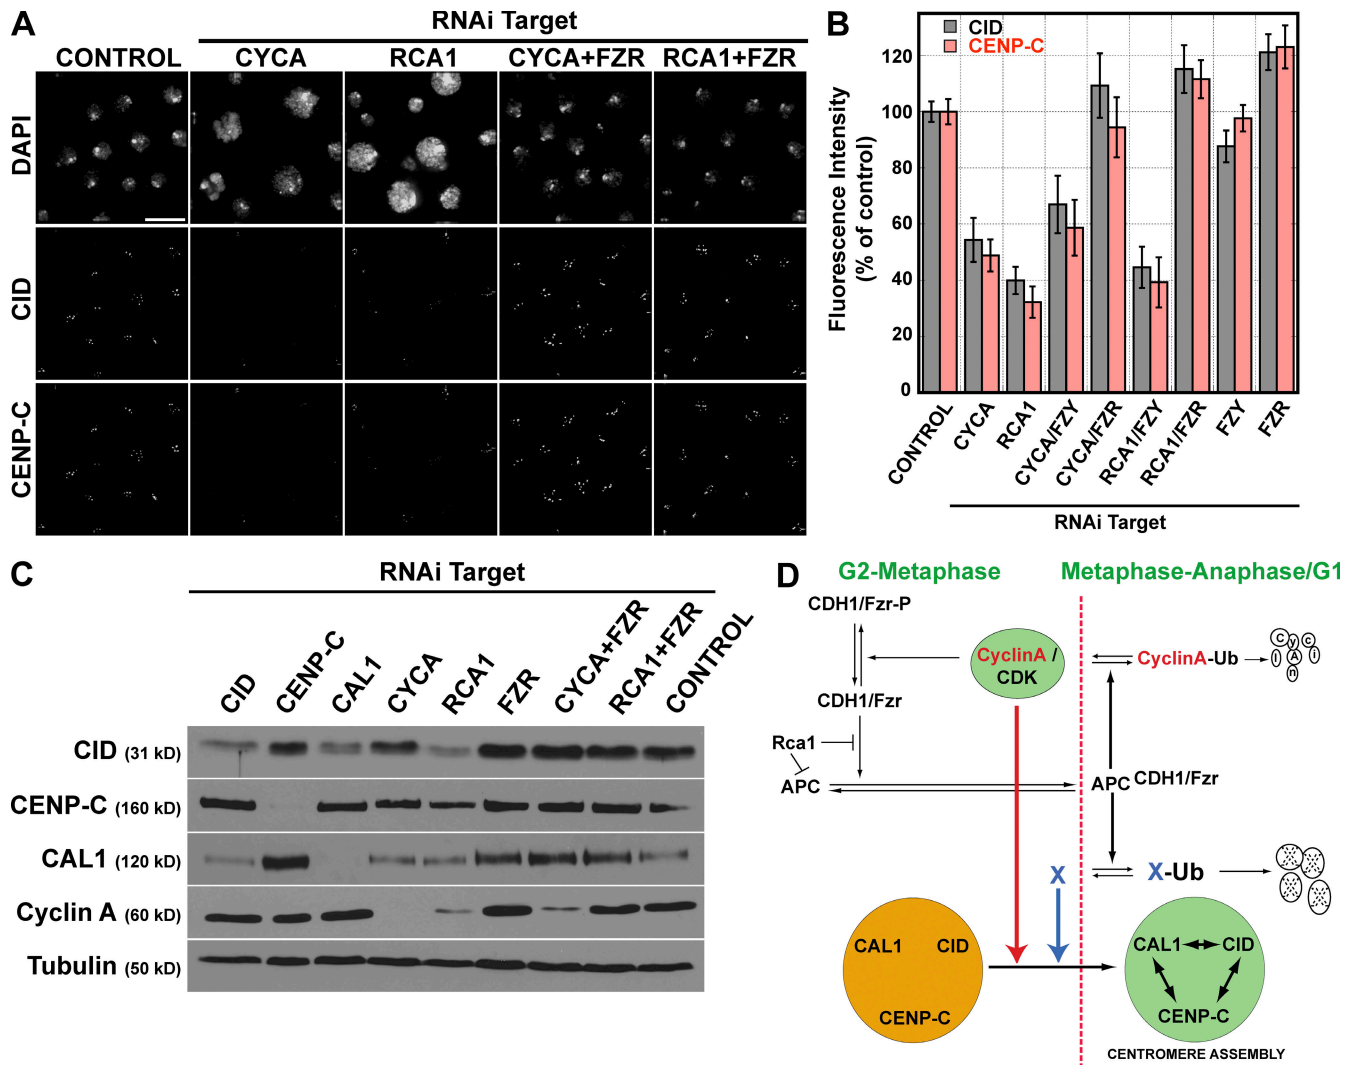 A
RNAi Target
CONTROL
CYCA
RCA1
CYCA+FZR
RCA1+FZR
DAPI
CID
CENP-C
B
CID
CENP-C
Fluorescence Intensity
(% of control)
120
100
80
60
40
20
0
CONTROL
CYCA
RCA1
CYCA/FZY
CYCA/FZR
RCA1/FZY
RCA1/FZR
FZY
FZR
RNAi Target
C
RNAi Target
CID
CENP-C
CAL1
CYCA
RCA1
FZR
CYCA+FZR
RCA1+FZR
CONTROL
CID (31 kD)
CENP-C (160 kD)
CAL1 (120 kD)
Cyclin A (60 kD)
Tubulin (50 kD)
D
G2-Metaphase
Metaphase-Anaphase/G1
CDH1/Fzr-P
CyclinA /
CDK
CyclinA-Ub
C y c
l A i
n
CDH1/Fzr
Rca1
APC
APC CDH1/Fzr
X
X-Ub
CAL1 CID
CENP-C
CAL1 CID
CENP-C
CENTROMERE ASSEMBLY